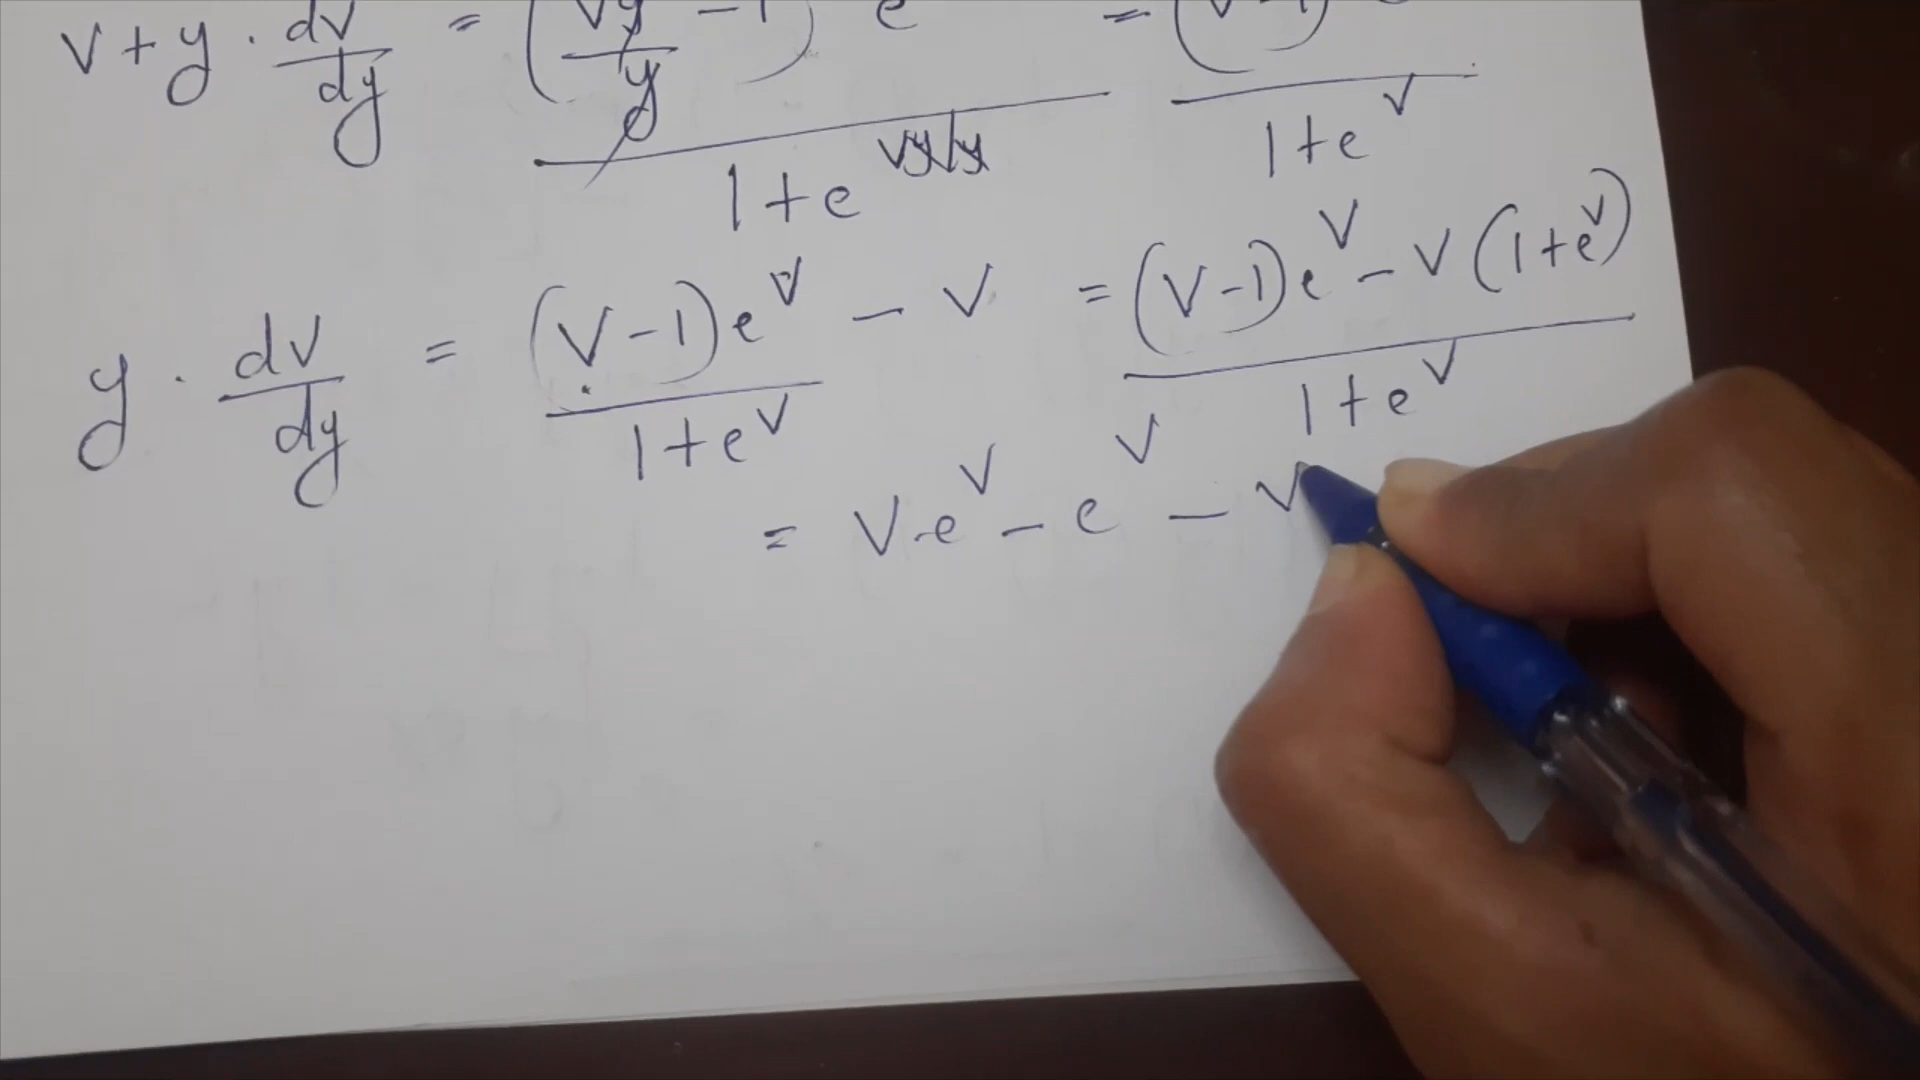 v + y · dv/dy = (vy/y - 1) e / 1 + e^vy/y = (v-1) / 1 + e^v
y · dv/dy = (v-1)e^v / 1 + e^v - v = (v-1)e^v - v(1+e^v) / 1 + e^v
= v·e^v - e^v - v